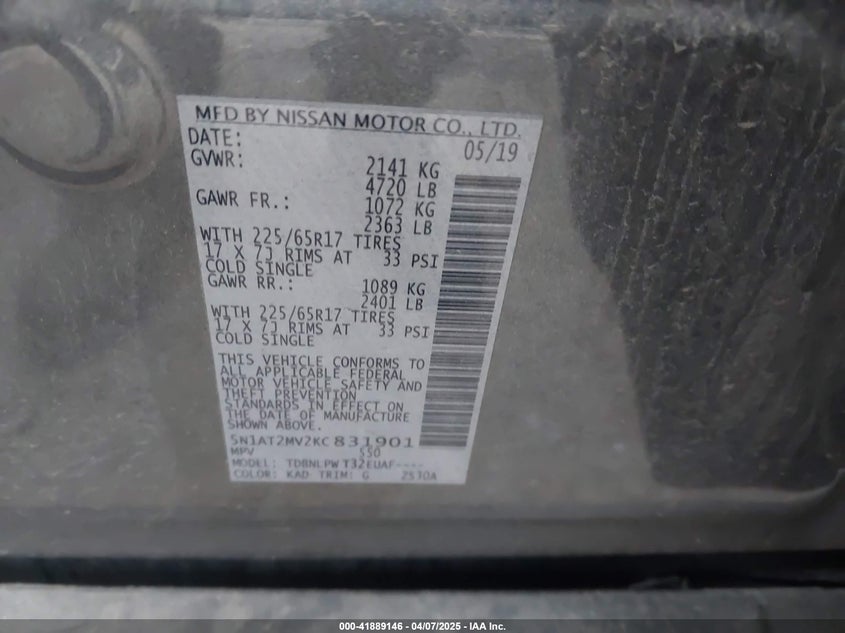 MFD BY NISSAN MOTOR CO., LTD.
DATE: 05/19
GVWR: 2141 KG
4720 LB
GAWR FR.: 1072 KG
2363 LB
WITH 225/65R17 TIRES
17 X 7J RIMS AT 33 PSI
COLD SINGLE
GAWR RR.: 1089 KG
2401 LB
WITH 225/65R17 TIRES
17 X 7J RIMS AT 33 PSI
COLD SINGLE
THIS VEHICLE CONFORMS TO
ALL APPLICABLE FEDERAL
MOTOR VEHICLE SAFETY AND
THEFT PREVENTION
STANDARDS IN EFFECT ON
THE DATE OF MANUFACTURE
SHOWN ABOVE.
5N1AT2MV2KC831901
MPV SSO
MODEL: TDBNLPW T32EUAF----
COLOR: KAD TRIM: G 2530A
000-41889146 - 04/07/2025 - IAA Inc.